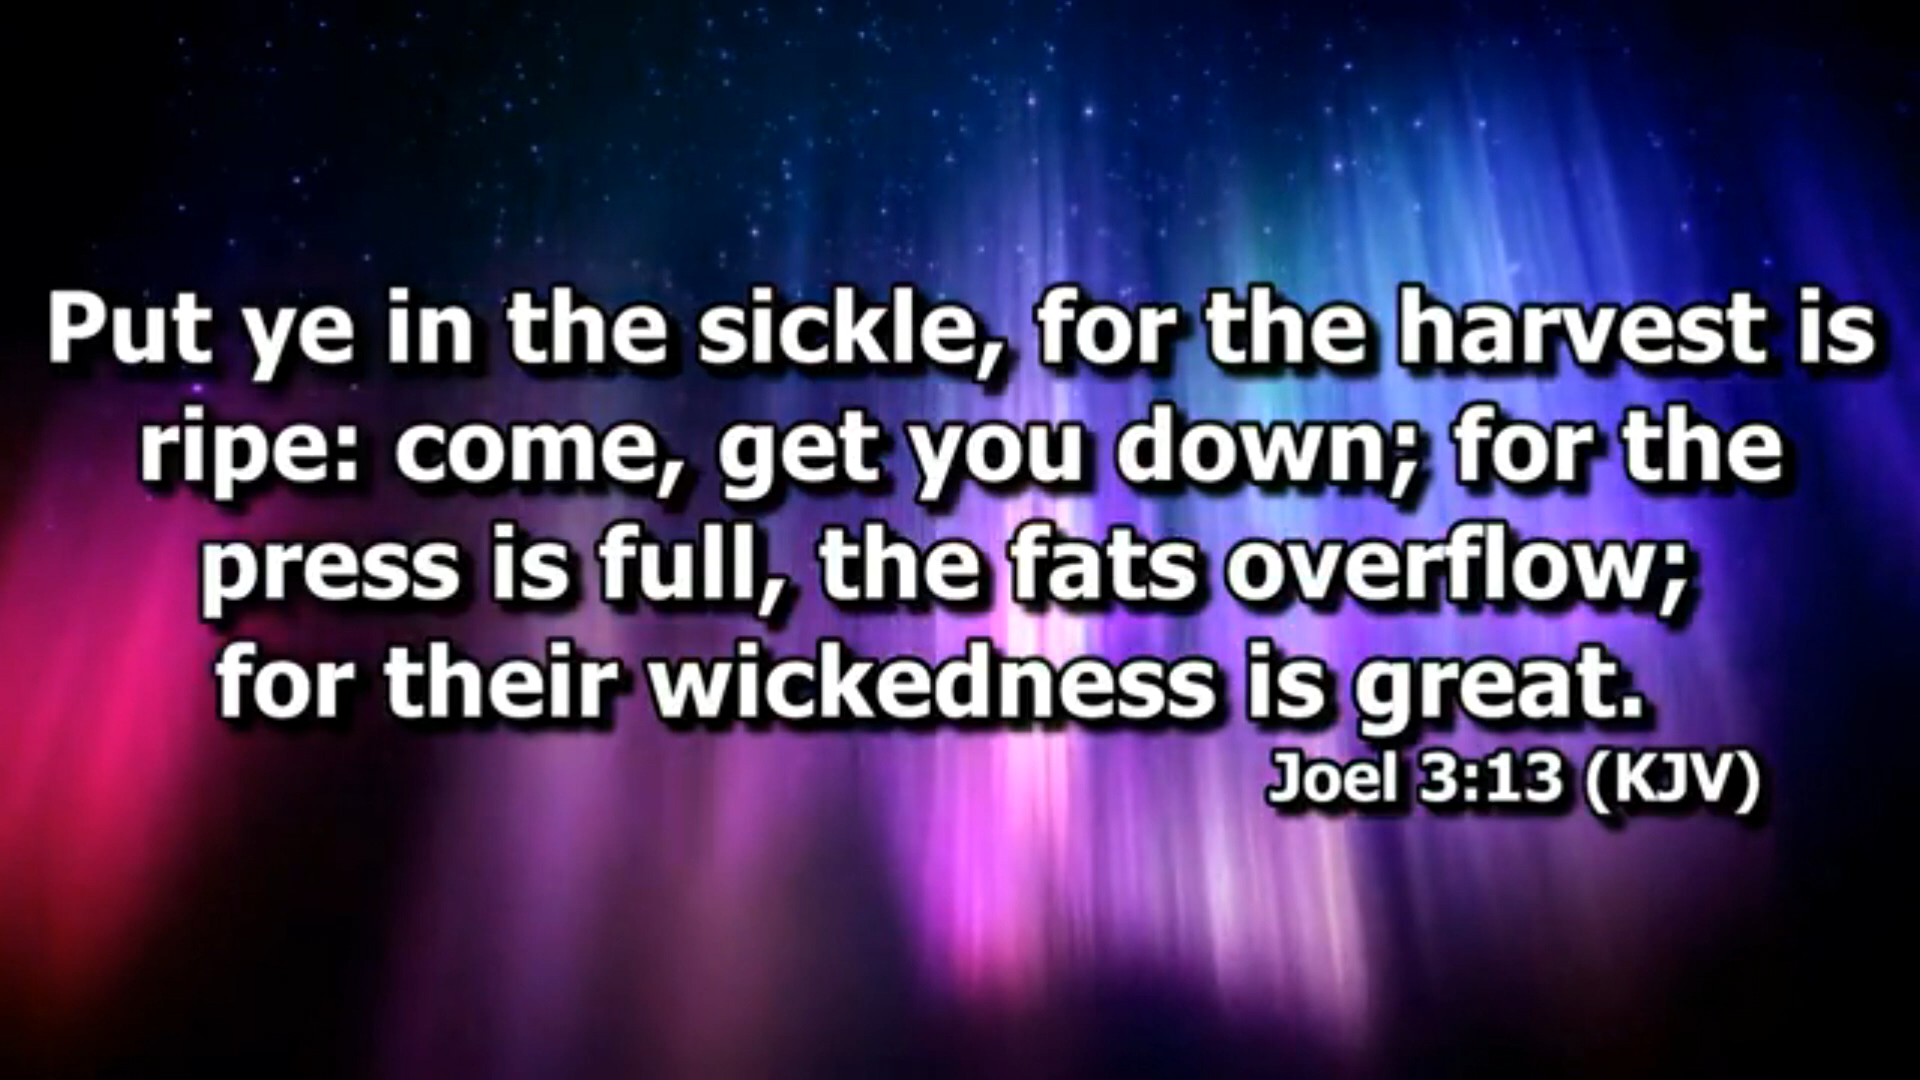 Put ye in the sickle, for the harvest is
ripe: come, get you down; for the
press is full, the fats overflow;
for their wickedness is great.
Joel 3:13 (KJV)